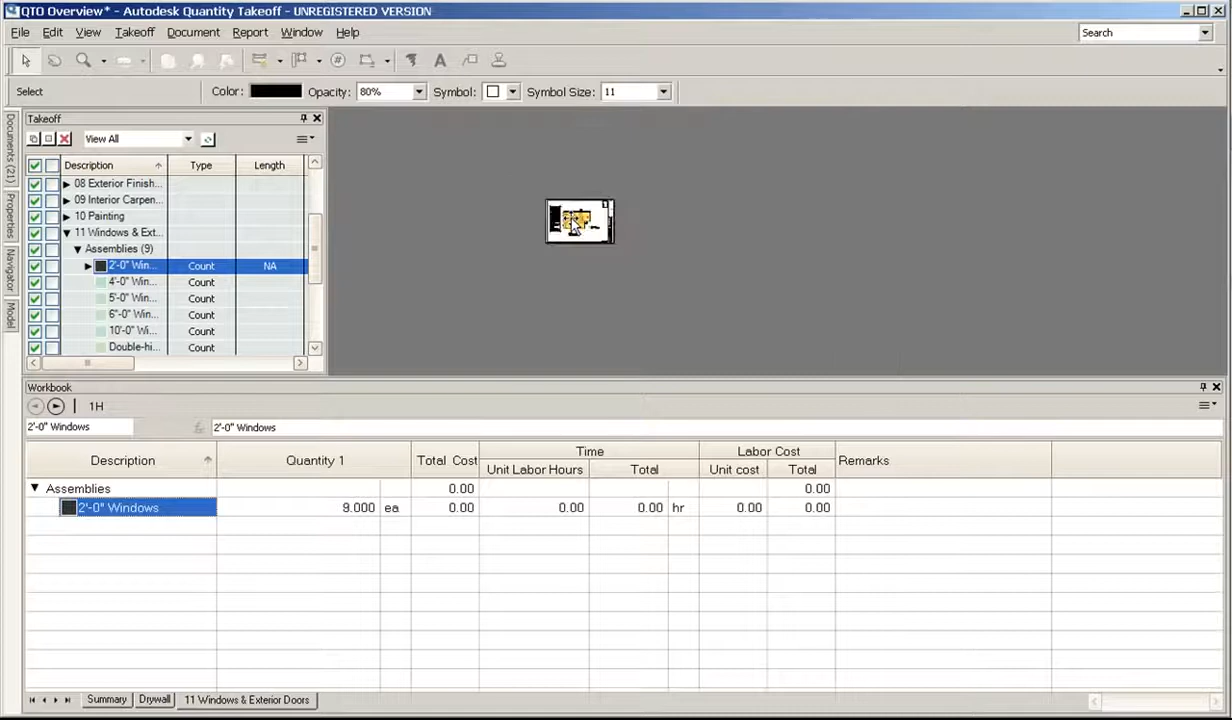 QTO Overview* - Autodesk Quantity Takeoff - UNREGISTERED VERSION
File Edit View Takeoff Document Report Window Help Search
Select Color: Opacity: 80% Symbol: Symbol Size: 11
Documents (21)
Properties
Navigator
Model
Takeoff
View All
Description Type Length
08 Exterior Finish...
09 Interior Carpen...
10 Painting
11 Windows & Ext...
Assemblies (9)
2'-0" Win... Count NA
4'-0" Win... Count
5'-0" Win... Count
6"-0" Win... Count
10'-0" Wi... Count
Double-hi... Count
Workbook
1H
2'-0" Windows 2'-0" Windows
Description Quantity 1 Total Cost Time Labor Cost Remarks
Unit Labor Hours Total Unit cost Total
Assemblies 0.00 0.00
2'-0" Windows 9.000 ea 0.00 0.00 0.00 hr 0.00 0.00
Summary Drywall 11 Windows & Exterior Doors